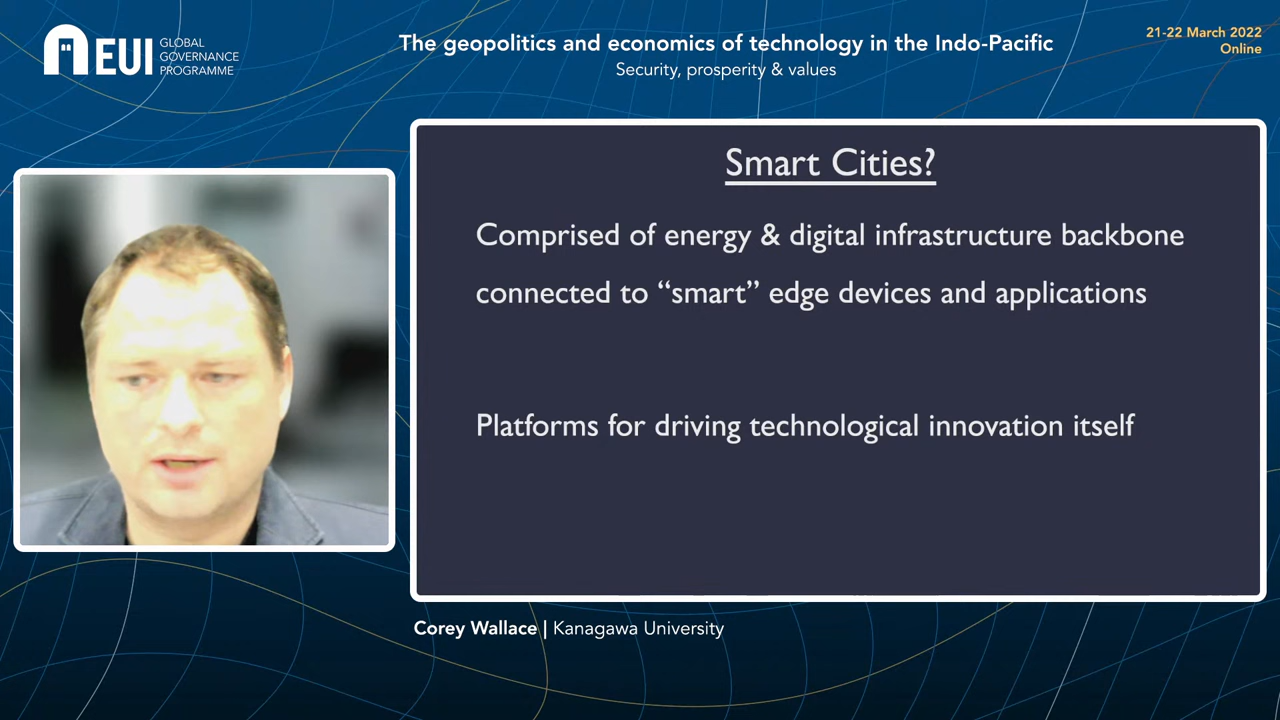 EUI
GLOBAL
GOVERNANCE
PROGRAMME
The geopolitics and economics of technology in the Indo-Pacific
Security, prosperity & values
21-22 March 2022
Online
Smart Cities?
Comprised of energy & digital infrastructure backbone
connected to “smart” edge devices and applications
Platforms for driving technological innovation itself
Corey Wallace | Kanagawa University